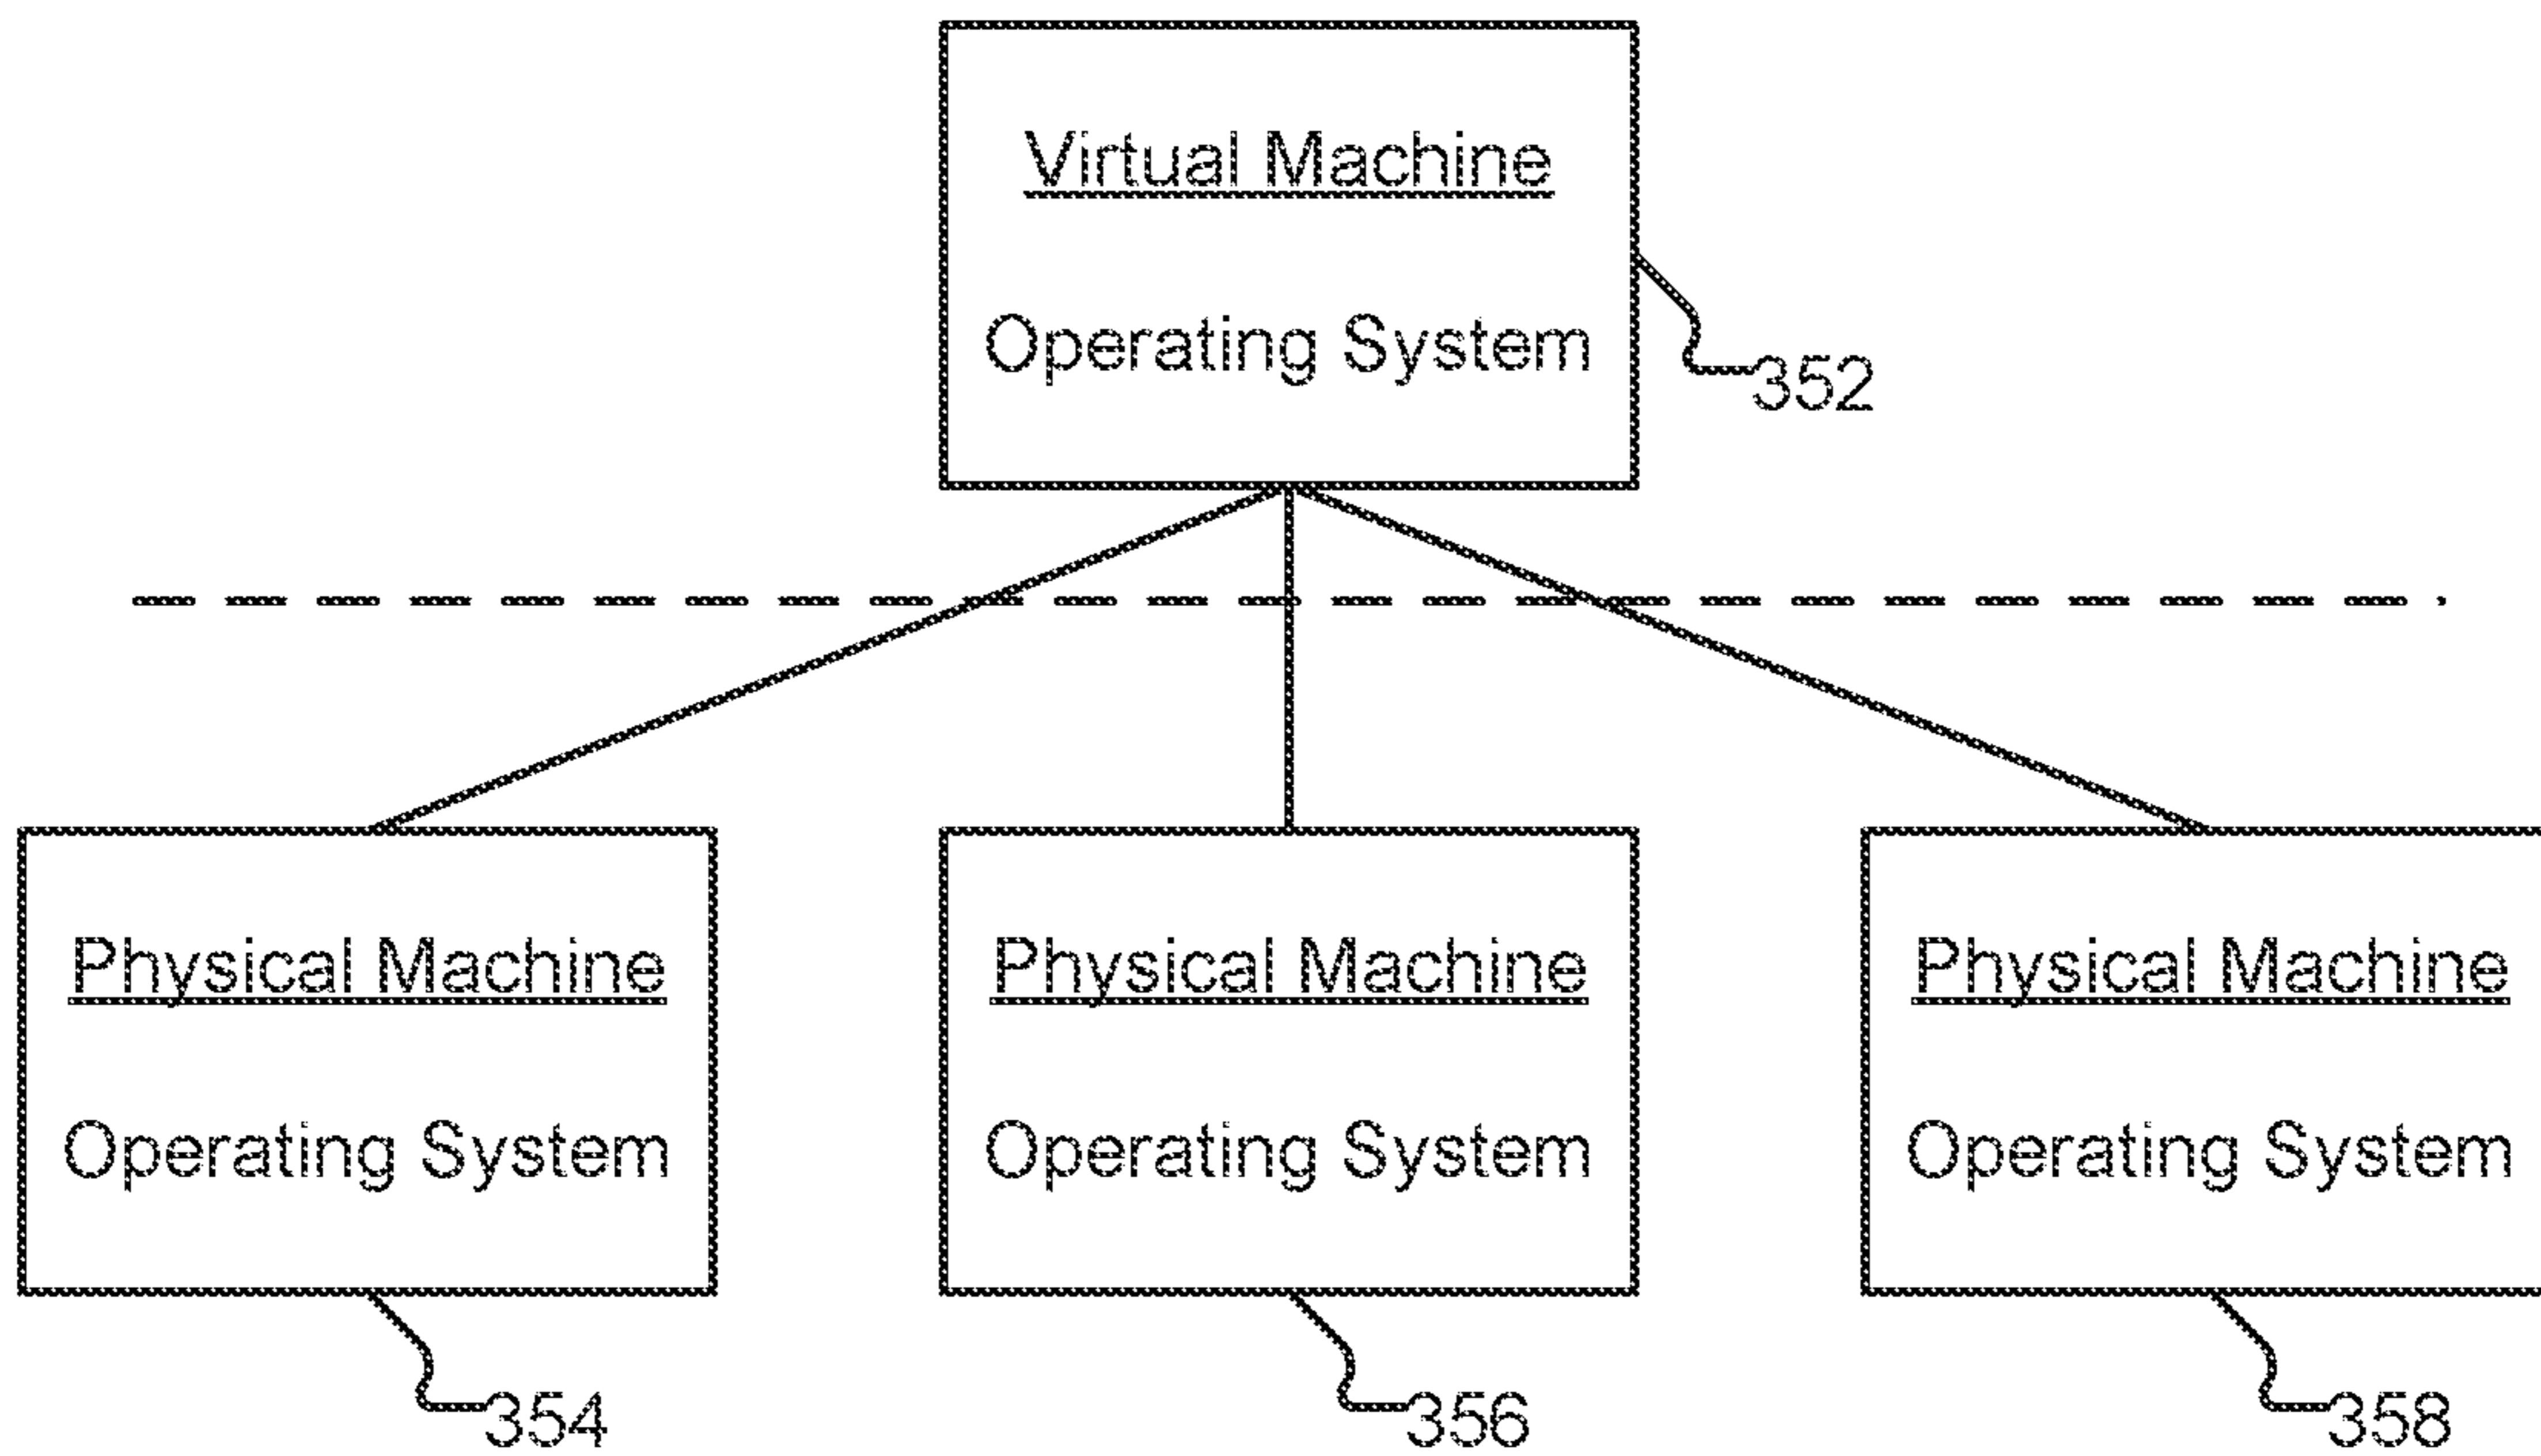 Virtual Machine
Operating System
352
Physical Machine
Operating System
354
Physical Machine
Operating System
356
Physical Machine
Operating System
358